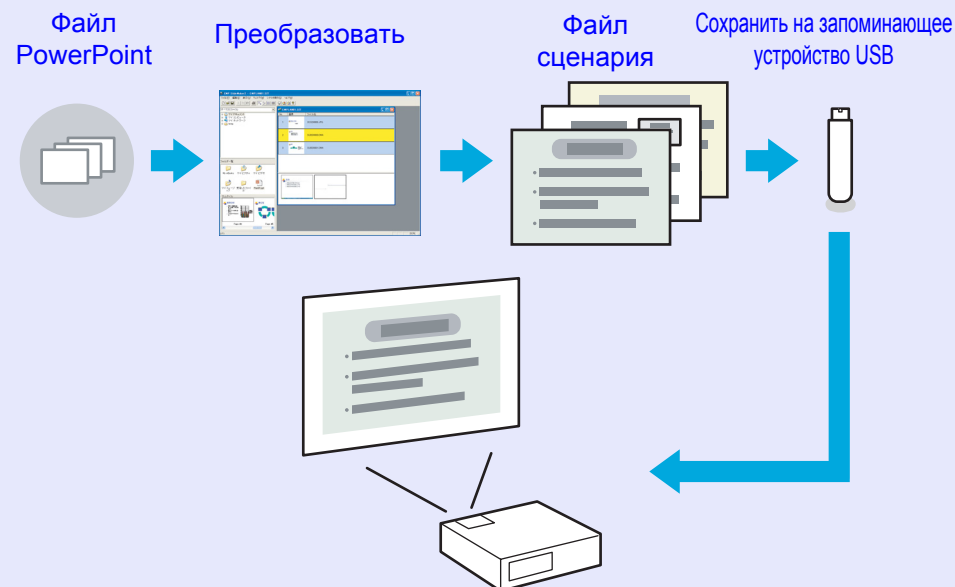 Файл
PowerPoint
Преобразовать
Файл
сценария
Сохранить на запоминающее
устройство USB